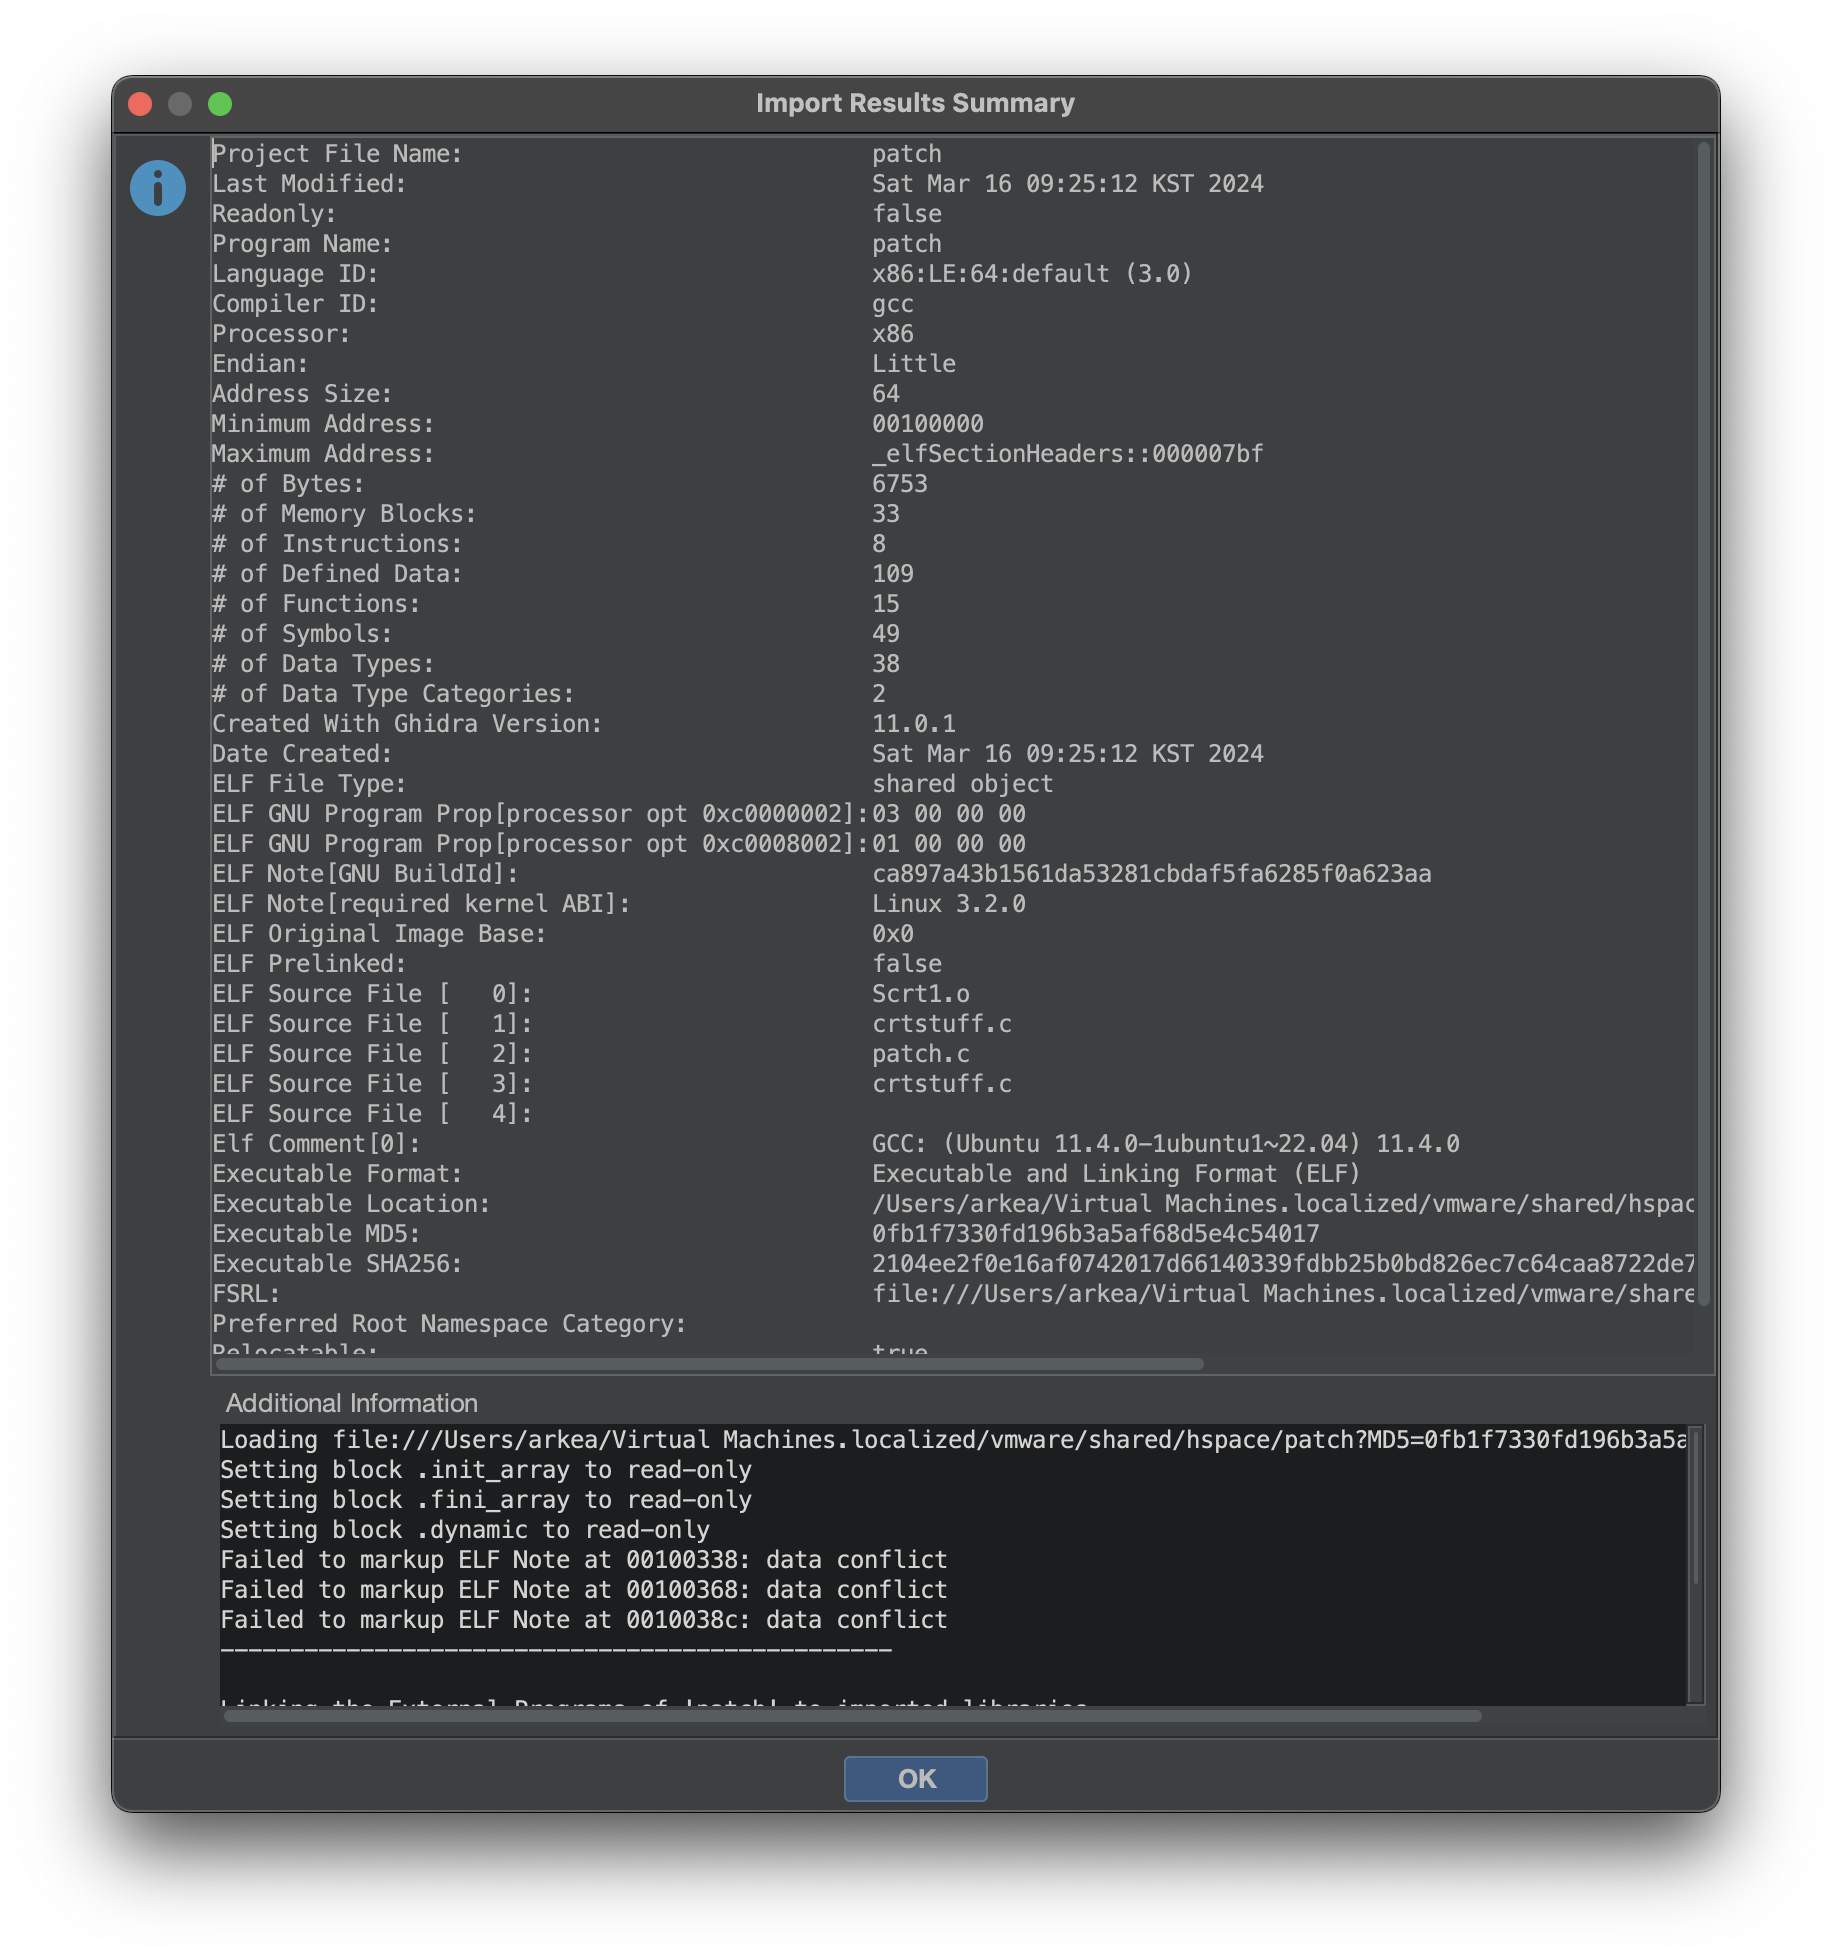 Import Results Summary
Project File Name: patch
Last Modified: Sat Mar 16 09:25:12 KST 2024
Readonly: false
Program Name: patch
Language ID: x86:LE:64:default (3.0)
Compiler ID: gcc
Processor: x86
Endian: Little
Address Size: 64
Minimum Address: 00100000
Maximum Address: _elfSectionHeaders::000007bf
# of Bytes: 6753
# of Memory Blocks: 33
# of Instructions: 8
# of Defined Data: 109
# of Functions: 15
# of Symbols: 49
# of Data Types: 38
# of Data Type Categories: 2
Created With Ghidra Version: 11.0.1
Date Created: Sat Mar 16 09:25:12 KST 2024
ELF File Type: shared object
ELF GNU Program Prop[processor opt 0xc0000002]: 03 00 00 00
ELF GNU Program Prop[processor opt 0xc0008002]: 01 00 00 00
ELF Note[GNU BuildId]: ca897a43b1561da53281cbdaf5fa6285f0a623aa
ELF Note[required kernel ABI]: Linux 3.2.0
ELF Original Image Base: 0x0
ELF Prelinked: false
ELF Source File [   0]: Scrt1.o
ELF Source File [   1]: crtstuff.c
ELF Source File [   2]: patch.c
ELF Source File [   3]: crtstuff.c
ELF Source File [   4]:
Elf Comment[0]: GCC: (Ubuntu 11.4.0-1ubuntu1~22.04) 11.4.0
Executable Format: Executable and Linking Format (ELF)
Executable Location: /Users/arkea/Virtual Machines.localized/vmware/shared/hspac
Executable MD5: 0fb1f7330fd196b3a5af68d5e4c54017
Executable SHA256: 2104ee2f0e16af0742017d66140339fdbb25b0bd826ec7c64caa8722de7
FSRL: file:///Users/arkea/Virtual Machines.localized/vmware/share
Preferred Root Namespace Category:
Relocatable: true
Additional Information
Loading file:///Users/arkea/Virtual Machines.localized/vmware/shared/hspace/patch?MD5=0fb1f7330fd196b3a5a
Setting block .init_array to read-only
Setting block .fini_array to read-only
Setting block .dynamic to read-only
Failed to markup ELF Note at 00100338: data conflict
Failed to markup ELF Note at 00100368: data conflict
Failed to markup ELF Note at 0010038c: data conflict
------------------------------------------------
Linking the External Programs of 'patch' to imported libraries
OK